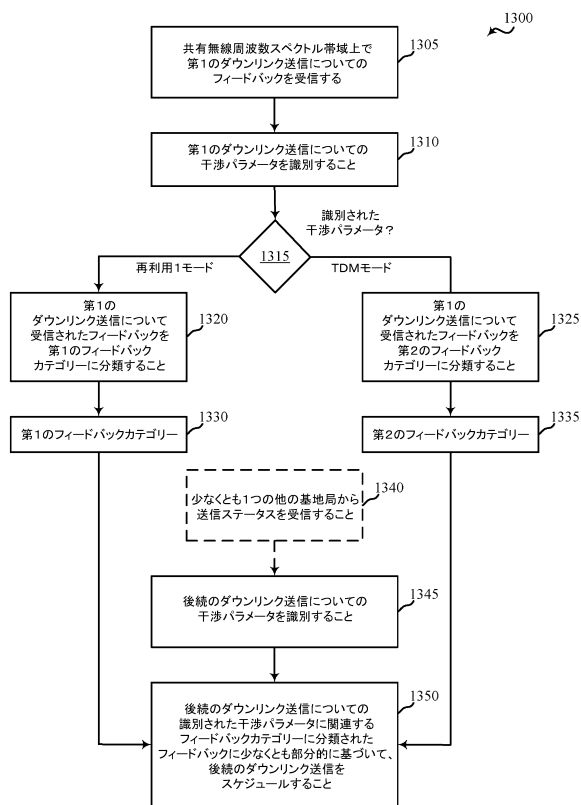 1300
共有無線周波数スペクトル帯域上で
第1のダウンリンク送信についての
フィードバックを受信する
1305
第1のダウンリンク送信についての
干渉パラメータを識別すること
1310
識別された
干渉パラメータ?
1315
再利用1モード
TDMモード
第1の
ダウンリンク送信について
受信されたフィードバックを
第1のフィードバック
カテゴリーに分類すること
1320
第1の
ダウンリンク送信について
受信されたフィードバックを
第2のフィードバック
カテゴリーに分類すること
1325
第1のフィードバックカテゴリー
1330
第2のフィードバックカテゴリー
1335
少なくとも1つの他の基地局から
送信ステータスを受信すること
1340
後続のダウンリンク送信についての
干渉パラメータを識別すること
1345
後続のダウンリンク送信についての
識別された干渉パラメータに関連する
フィードバックカテゴリーに分類された
フィードバックに少なくとも部分的に基づいて、
後続のダウンリンク送信を
スケジュールすること
1350